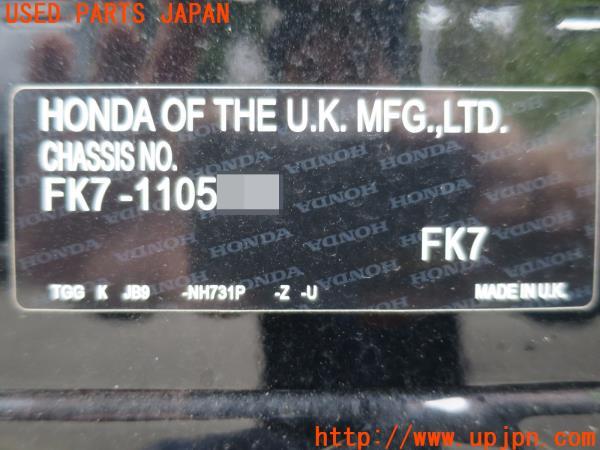 USED PARTS JAPAN
HONDA OF THE U.K. MFG.,LTD.
CHASSIS NO.
FK7-1105
FK7
TGG K JB9 -NH731P -Z -U
MADE IN U.K.
http://www.upjpn.com/